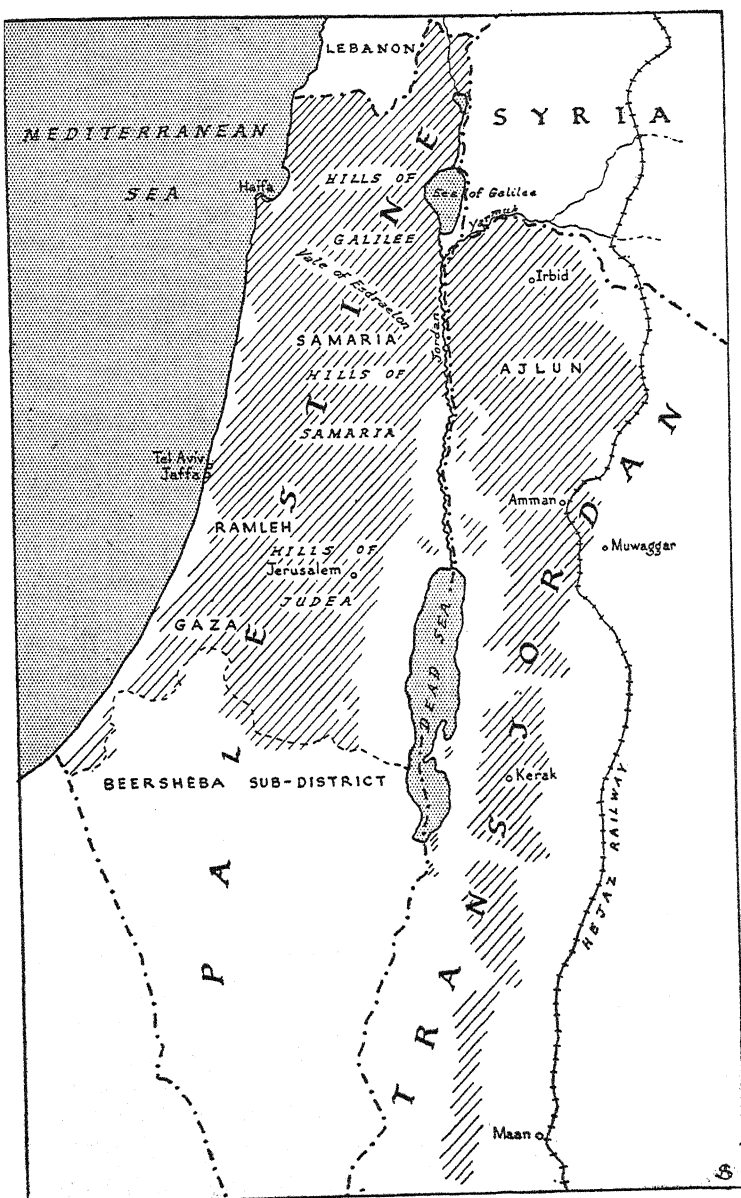 LEBANON
SYRIA
MEDITERRANEAN
SEA
Haifa
HILLS OF
GALILEE
Sea of Galilee
Yarmuk
Irbid
Vale of Esdraelon
Jordan
SAMARIA
HILLS OF
SAMARIA
AJLUN
Tel Aviv
Jaffa
RAMLEH
HILLS OF
JUDEA
Jerusalem
Amman
Muwaggar
GAZA
DEAD SEA
BEERSHEBA SUB-DISTRICT
Kerak
HEJAZ RAILWAY
PALESTINE
TRANSJORDAN
Maan